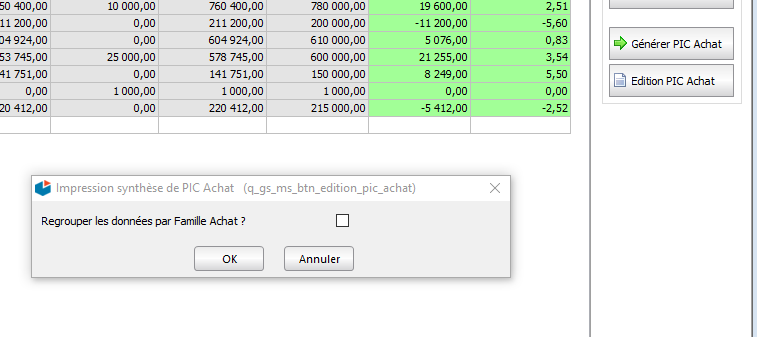 50 400,00 10 000,00 760 400,00 780 000,00 19 600,00 2,51
11 200,00 0,00 211 200,00 200 000,00 -11 200,00 -5,60
04 924,00 0,00 604 924,00 610 000,00 5 076,00 0,83
53 745,00 25 000,00 578 745,00 600 000,00 21 255,00 3,54
41 751,00 0,00 141 751,00 150 000,00 8 249,00 5,50
0,00 1 000,00 1 000,00 1 000,00 0,00 0,00
20 412,00 0,00 220 412,00 215 000,00 -5 412,00 -2,52
Générer PIC Achat
Edition PIC Achat
Impression synthèse de PIC Achat (q_gs_ms_btn_edition_pic_achat)
Regrouper les données par Famille Achat ?
OK Annuler